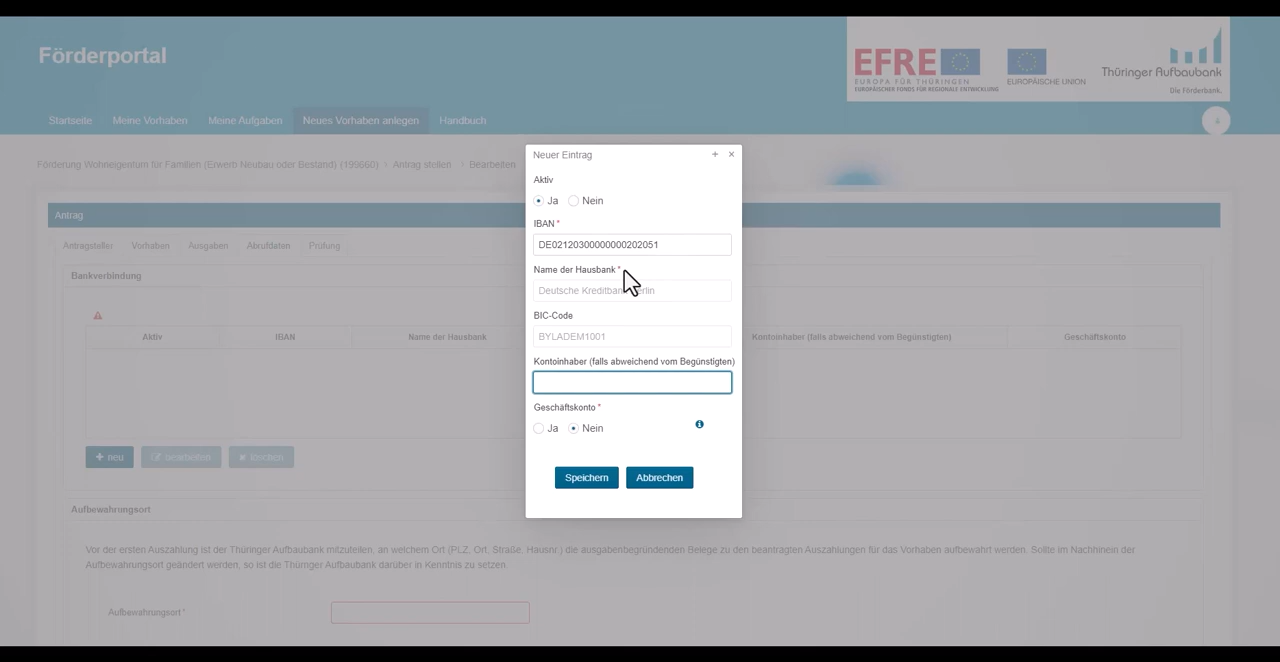 Förderportal
EFRE
EUROPA FÜR THÜRINGEN
EUROPÄISCHER FONDS FÜR REGIONALE ENTWICKLUNG
EUROPÄISCHE UNION
Thüringer Aufbaubank
Die Förderbank.
Startseite Meine Vorhaben Meine Aufgaben Neues Vorhaben anlegen Handbuch
Förderung Wohneigentum für Familien (Erwerb Neubau oder Bestand) (199660) Antrag stellen Bearbeiten
Antrag
Antragsteller Vorhaben Ausgaben Abrufdaten Prüfung
Bankverbindung
Aktiv IBAN Name der Hausbank Kontoinhaber (falls abweichend vom Begünstigten) Geschäftskonto
+ neu bearbeiten löschen
Neuer Eintrag + ×
Aktiv
Ja Nein
IBAN *
DE02120300000000202051
Name der Hausbank *
Deutsche Kreditbank Berlin
BIC-Code
BYLADEM1001
Kontoinhaber (falls abweichend vom Begünstigten)
Geschäftskonto *
Ja Nein
Speichern Abbrechen
Aufbewahrungsort
Vor der ersten Auszahlung ist der Thüringer Aufbaubank mitzuteilen, an welchem Ort (PLZ, Ort, Straße, Hausnr.) die ausgabenbegründenden Belege zu den beantragten Auszahlungen für das Vorhaben aufbewahrt werden. Sollte im Nachhinein der
Aufbewahrungsort geändert werden, so ist die Thürnger Aufbaubank darüber in Kenntnis zu setzen.
Aufbewahrungsort *